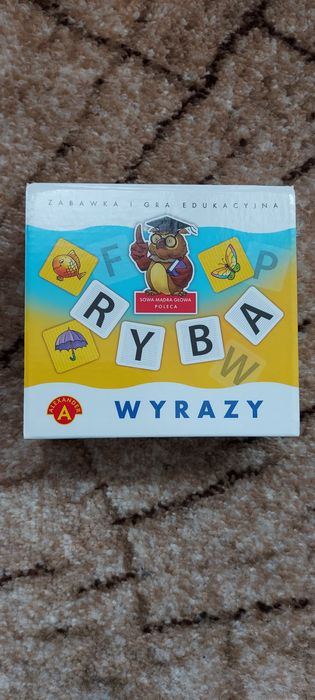 ZABAWKA I GRA EDUKACYJNA
F
P
SOWA MĄDRA GŁOWA
POLECA
R Y B A
W
ALEXANDER
A
WYRAZY